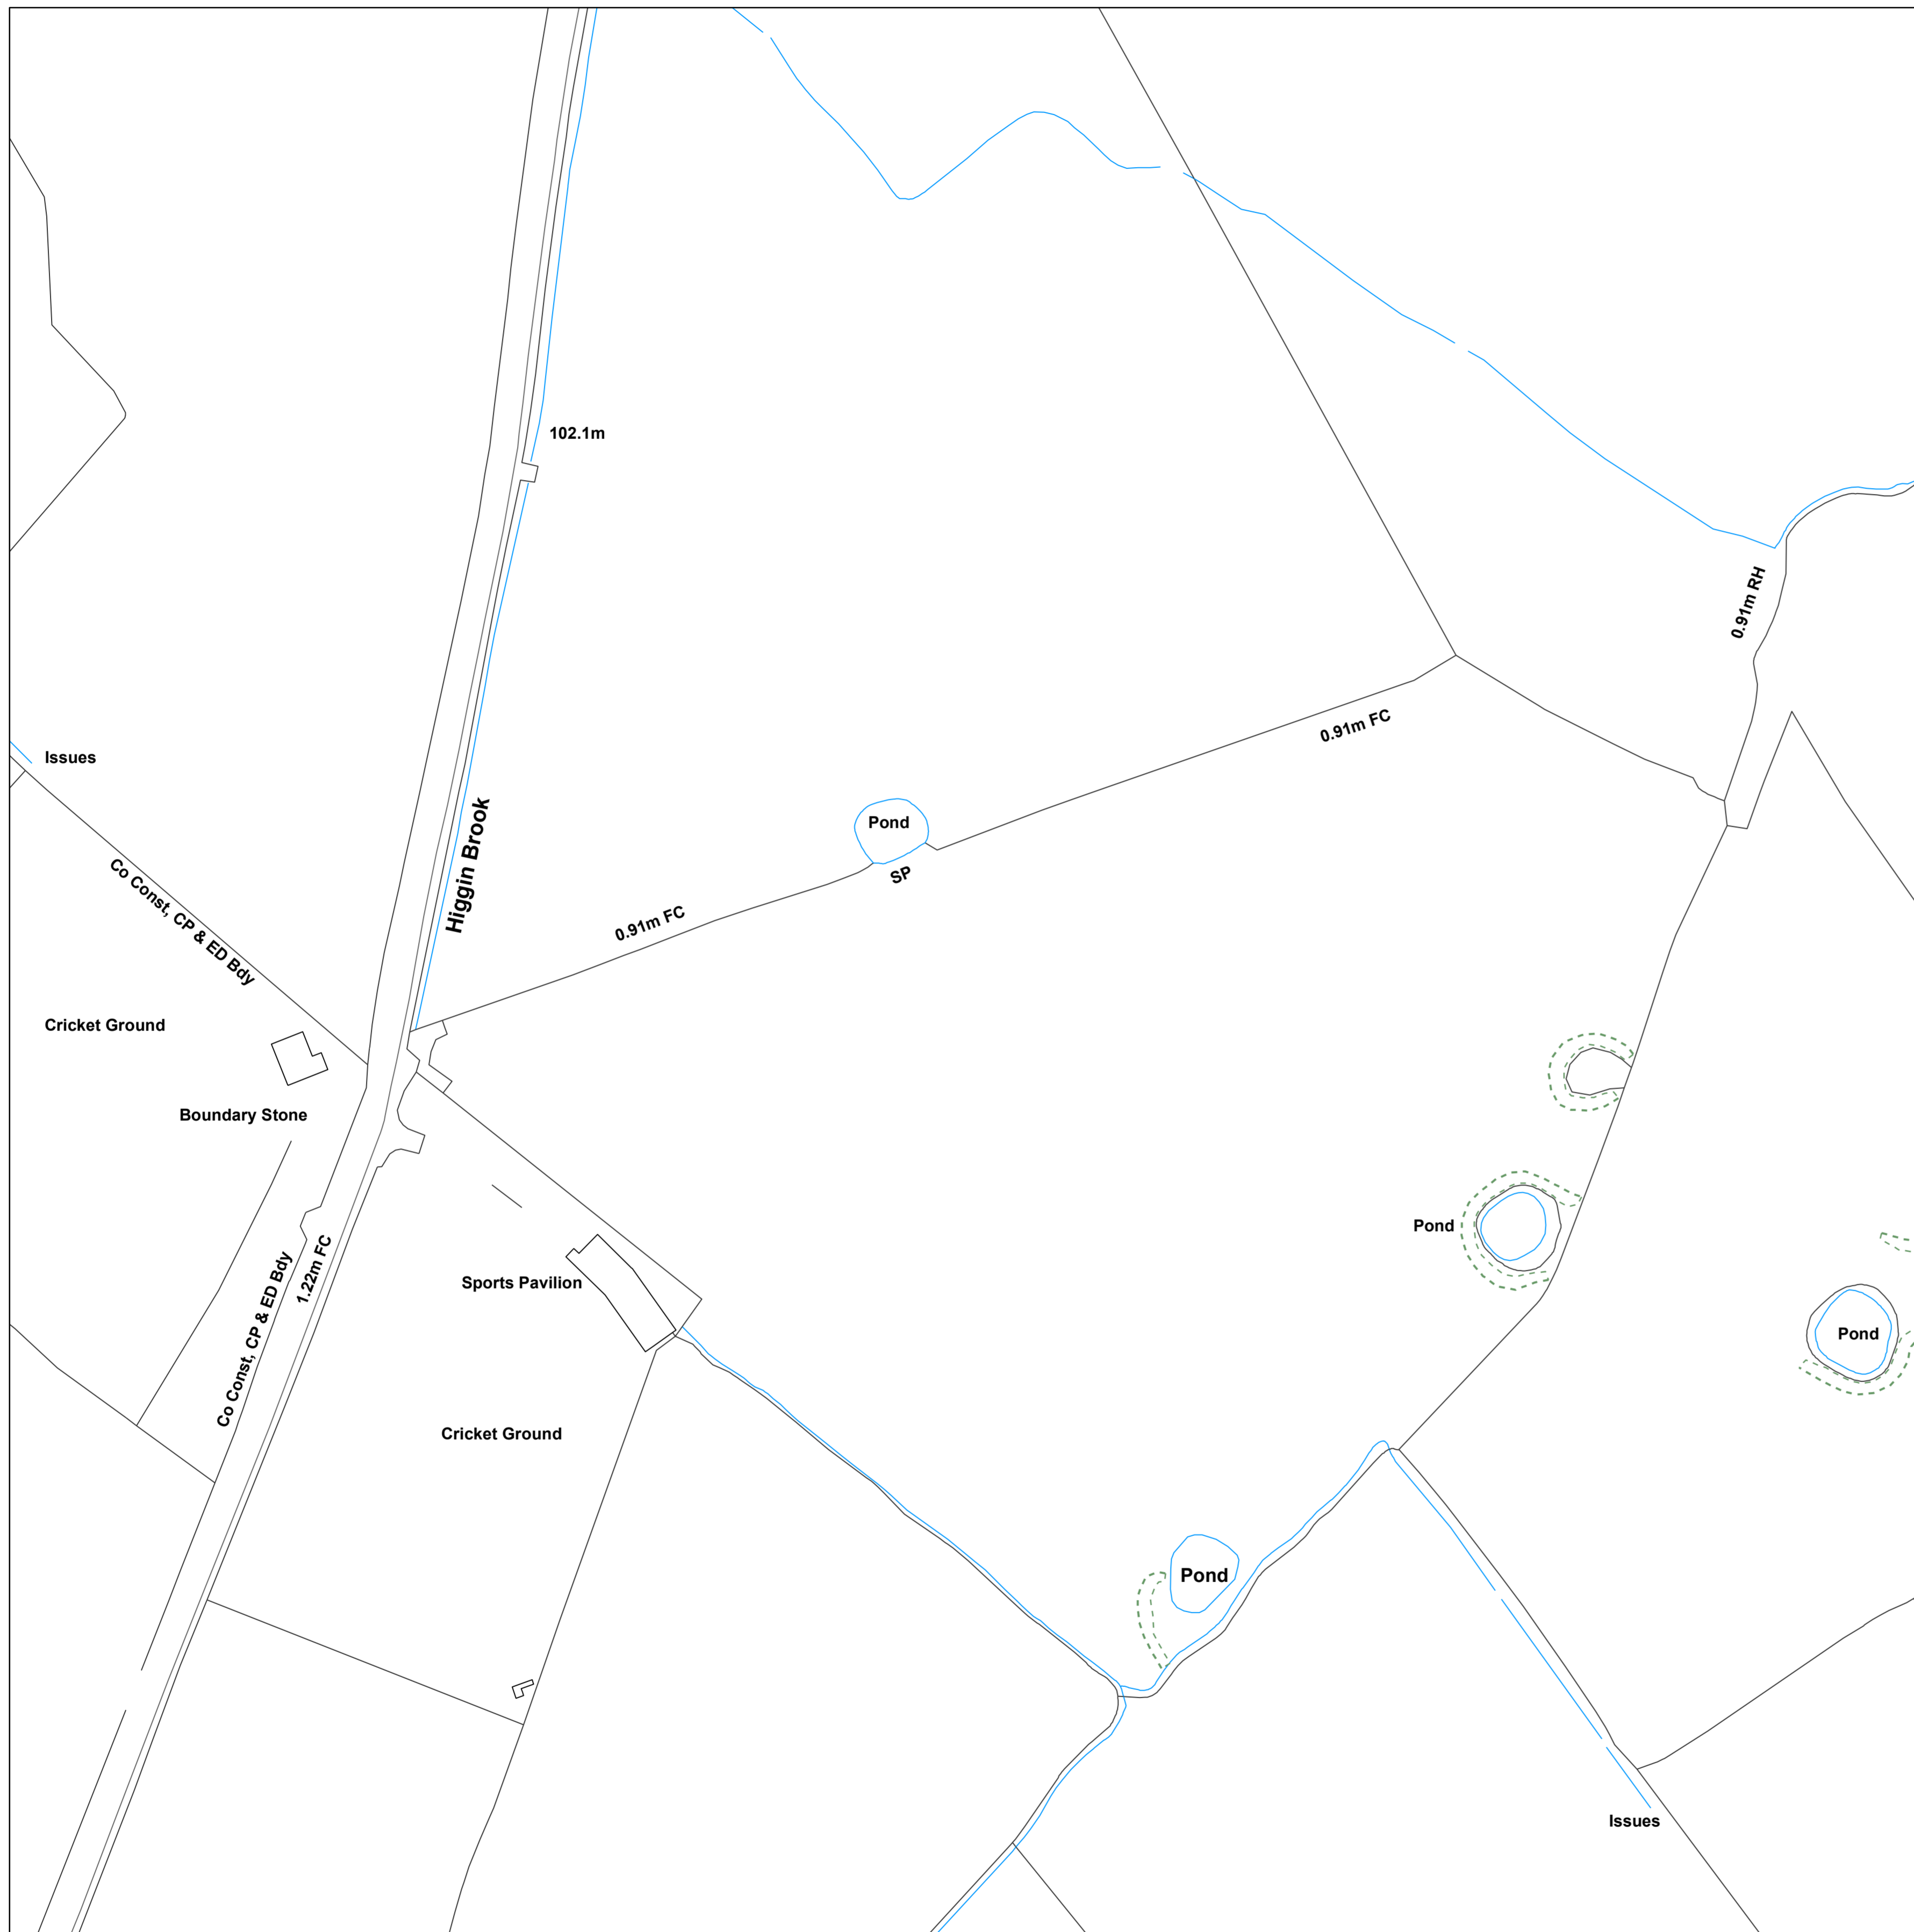 102.1m
0.91m RH
0.91m FC
Issues
Pond
Higgin Brook
SP
0.91m FC
Co Const, CP & ED Bdy
Cricket Ground
Boundary Stone
Pond
1.22m FC
Sports Pavilion
Co Const, CP & ED Bdy
Pond
Cricket Ground
Pond
Issues